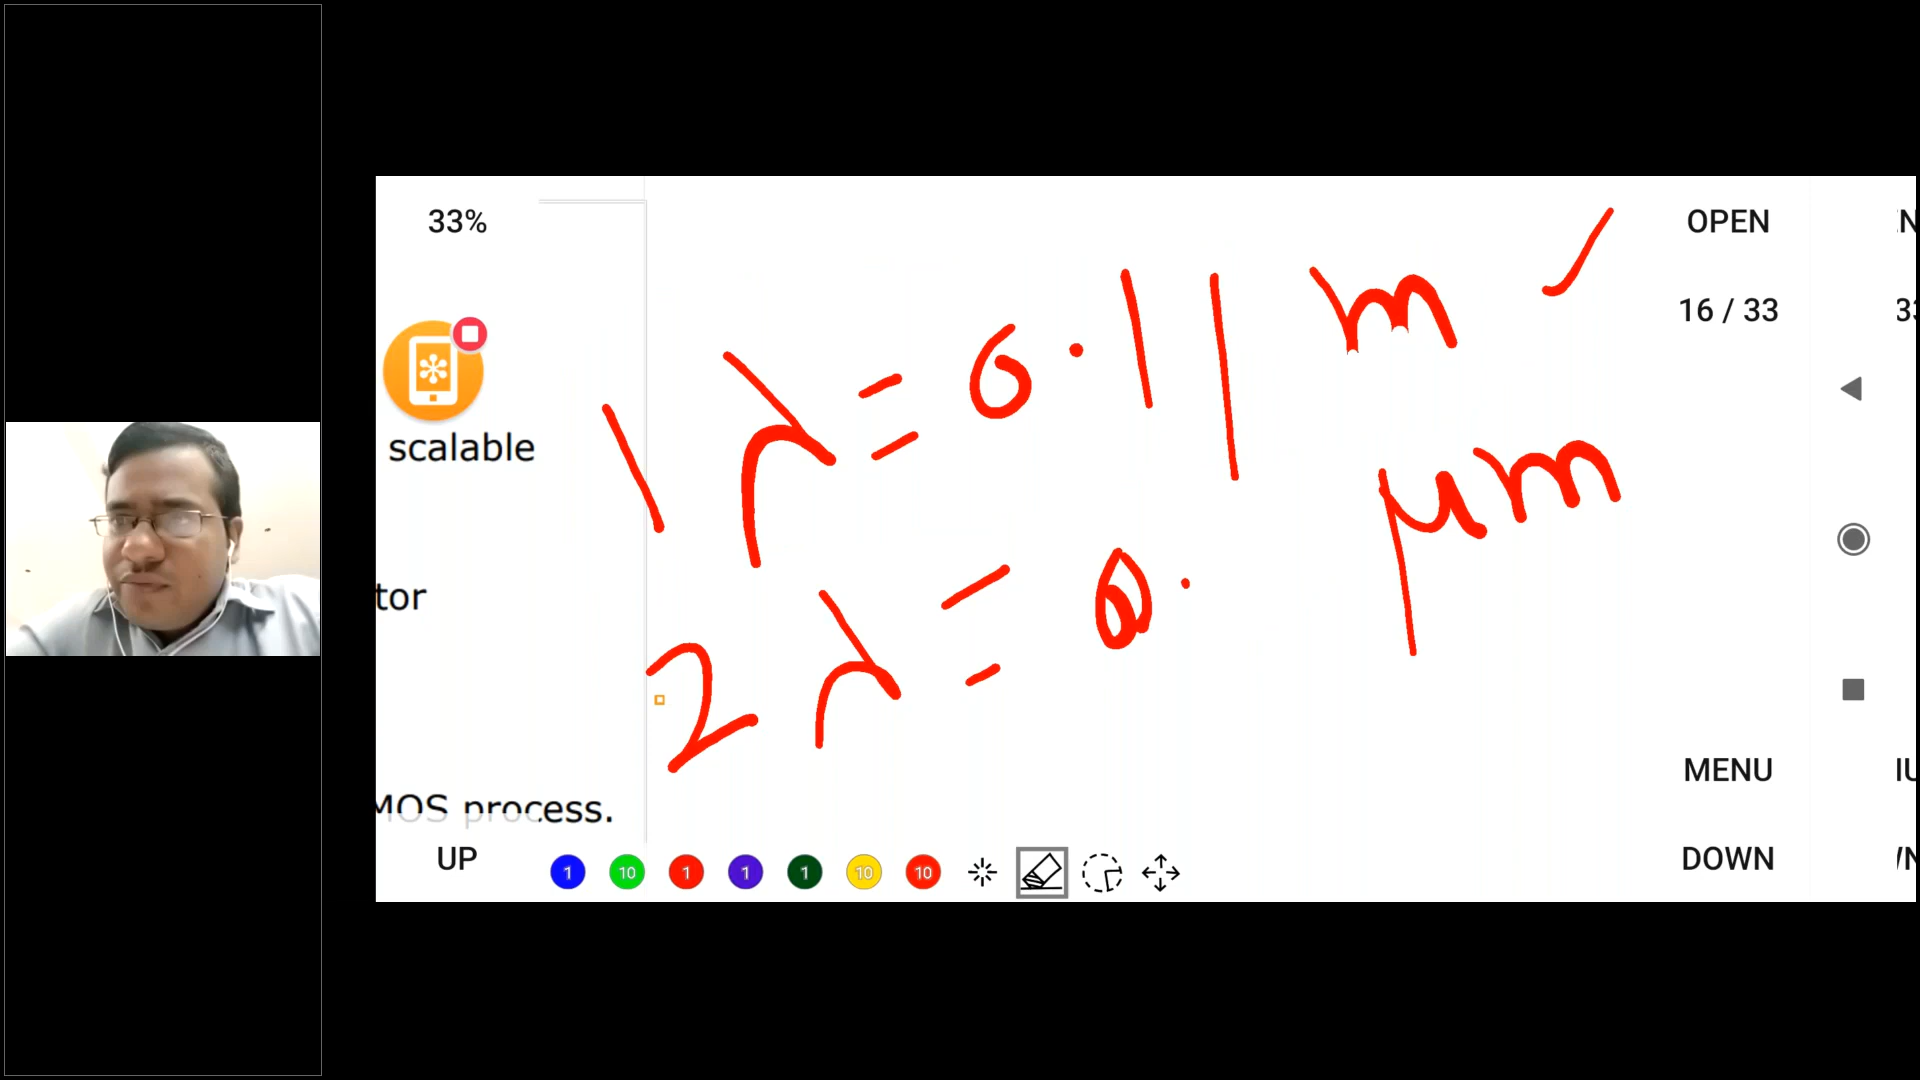 33%
OPEN
16 / 33
scalable
1 λ = 0.11 m
μm
tor
2 λ = 0.
MENU
MOS process.
UP
1 10 1 1 1 10 10
DOWN